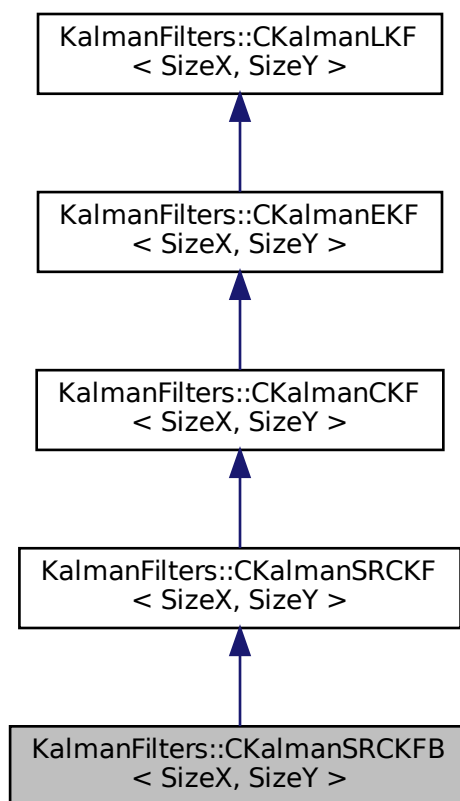 KalmanFilters::CKalmanLKF
< SizeX, SizeY >
KalmanFilters::CKalmanEKF
< SizeX, SizeY >
KalmanFilters::CKalmanCKF
< SizeX, SizeY >
KalmanFilters::CKalmanSRCKF
< SizeX, SizeY >
KalmanFilters::CKalmanSRCKFB
< SizeX, SizeY >